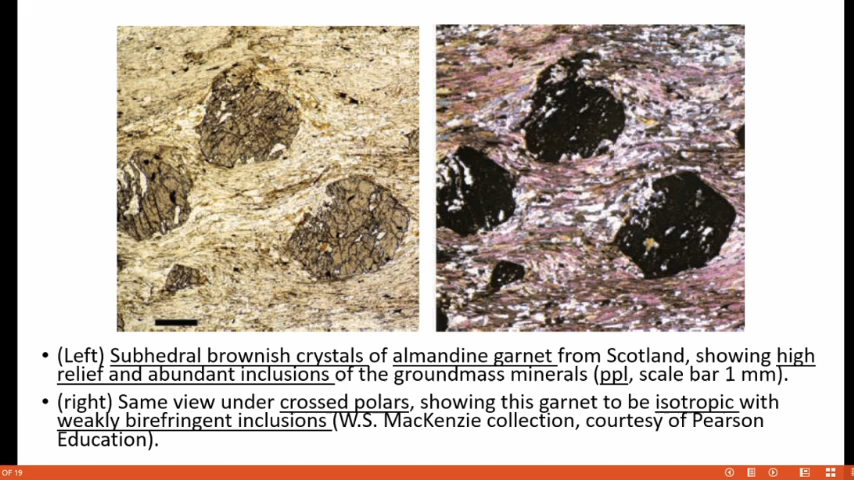 • (Left) Subhedral brownish crystals of almandine garnet from Scotland, showing high
relief and abundant inclusions of the groundmass minerals (ppl, scale bar 1 mm).
• (right) Same view under crossed polars, showing this garnet to be isotropic with
weakly birefringent inclusions (W.S. MacKenzie collection, courtesy of Pearson
Education).
OF 19